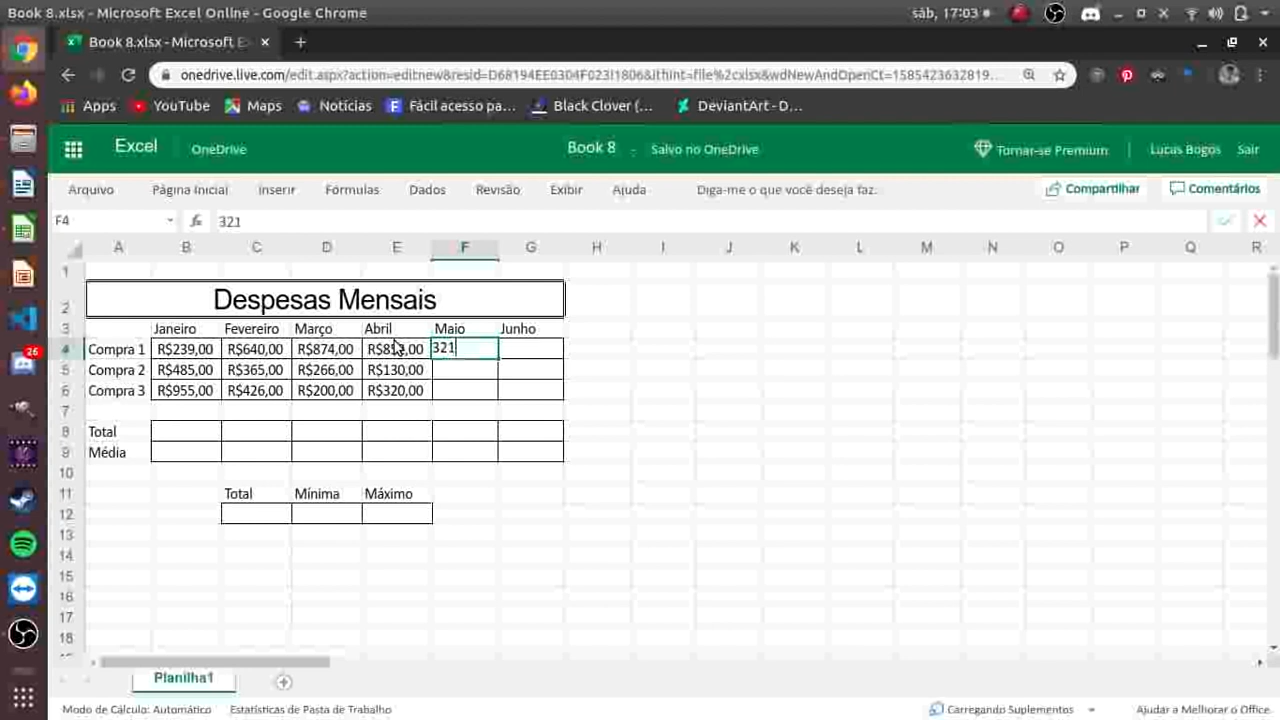 Book 8.xlsx - Microsoft Excel Online - Google Chrome sáb, 17:03
Book 8.xlsx - Microsoft E
onedrive.live.com/edit.aspx?action=editnew&resid=D68194EE0304F023!1806&ithint=file%2cxlsx&wdNewAndOpenCt=1585423632819...
Apps YouTube Maps Notícias Fácil acesso pa... Black Clover (... DeviantArt - D...
Excel OneDrive Book 8 - Salvo no OneDrive Tornar-se Premium Lucas Bogos Sair
Arquivo Página Inicial Inserir Fórmulas Dados Revisão Exibir Ajuda Diga-me o que você deseja fazer. Compartilhar Comentários
F4 fx 321
A B C D E F G H I J K L M N O P Q R
1
2 Despesas Mensais
3 Janeiro Fevereiro Março Abril Maio Junho
4 Compra 1 R$239,00 R$640,00 R$874,00 321
5 Compra 2 R$485,00 R$365,00 R$266,00 R$130,00
6 Compra 3 R$955,00 R$426,00 R$200,00 R$320,00
7
8 Total
9 Média
10
11 Total Mínima Máximo
12
13
14
15
16
17
18
26
Planilha1
Modo de Cálculo: Automático Estatísticas de Pasta de Trabalho Carregando Suplementos Ajudar a Melhorar o Office